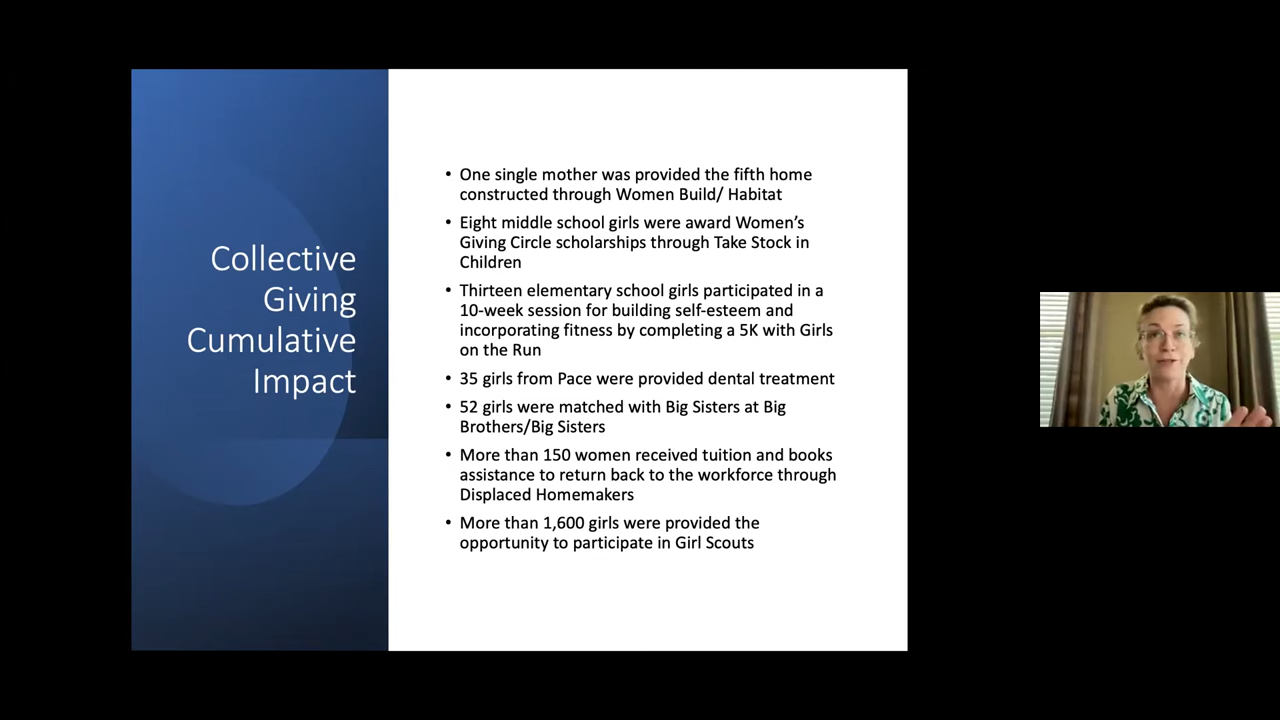 Collective
Giving
Cumulative
Impact
• One single mother was provided the fifth home
constructed through Women Build/ Habitat
• Eight middle school girls were award Women’s
Giving Circle scholarships through Take Stock in
Children
• Thirteen elementary school girls participated in a
10-week session for building self-esteem and
incorporating fitness by completing a 5K with Girls
on the Run
• 35 girls from Pace were provided dental treatment
• 52 girls were matched with Big Sisters at Big
Brothers/Big Sisters
• More than 150 women received tuition and books
assistance to return back to the workforce through
Displaced Homemakers
• More than 1,600 girls were provided the
opportunity to participate in Girl Scouts